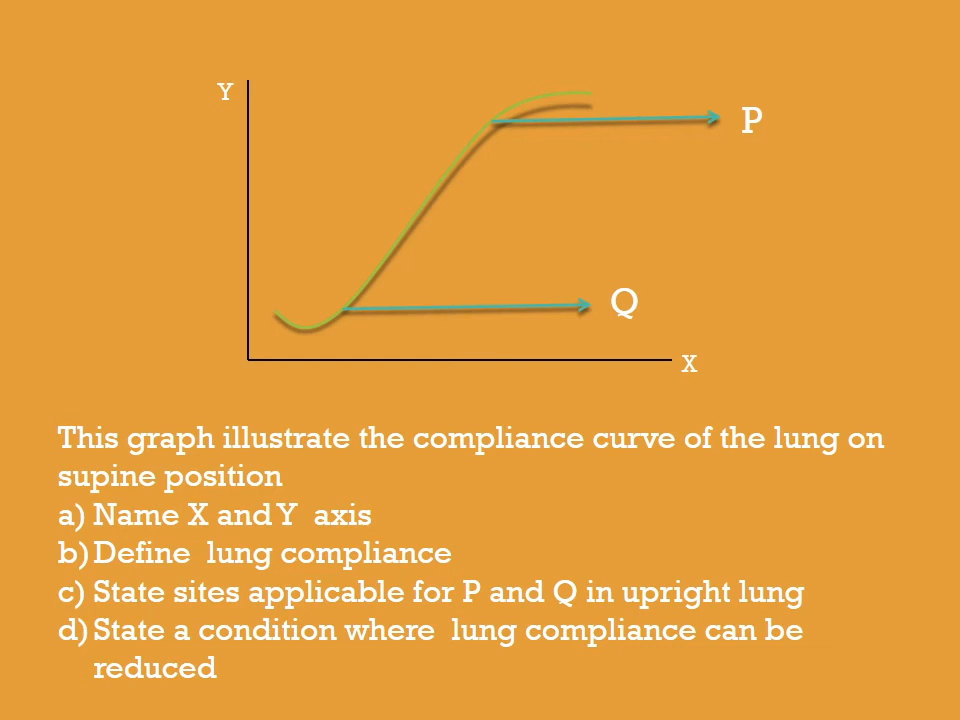 Y
P
Q
X
This graph illustrate the compliance curve of the lung on
supine position
a) Name X and Y axis
b) Define lung compliance
c) State sites applicable for P and Q in upright lung
d) State a condition where lung compliance can be
reduced